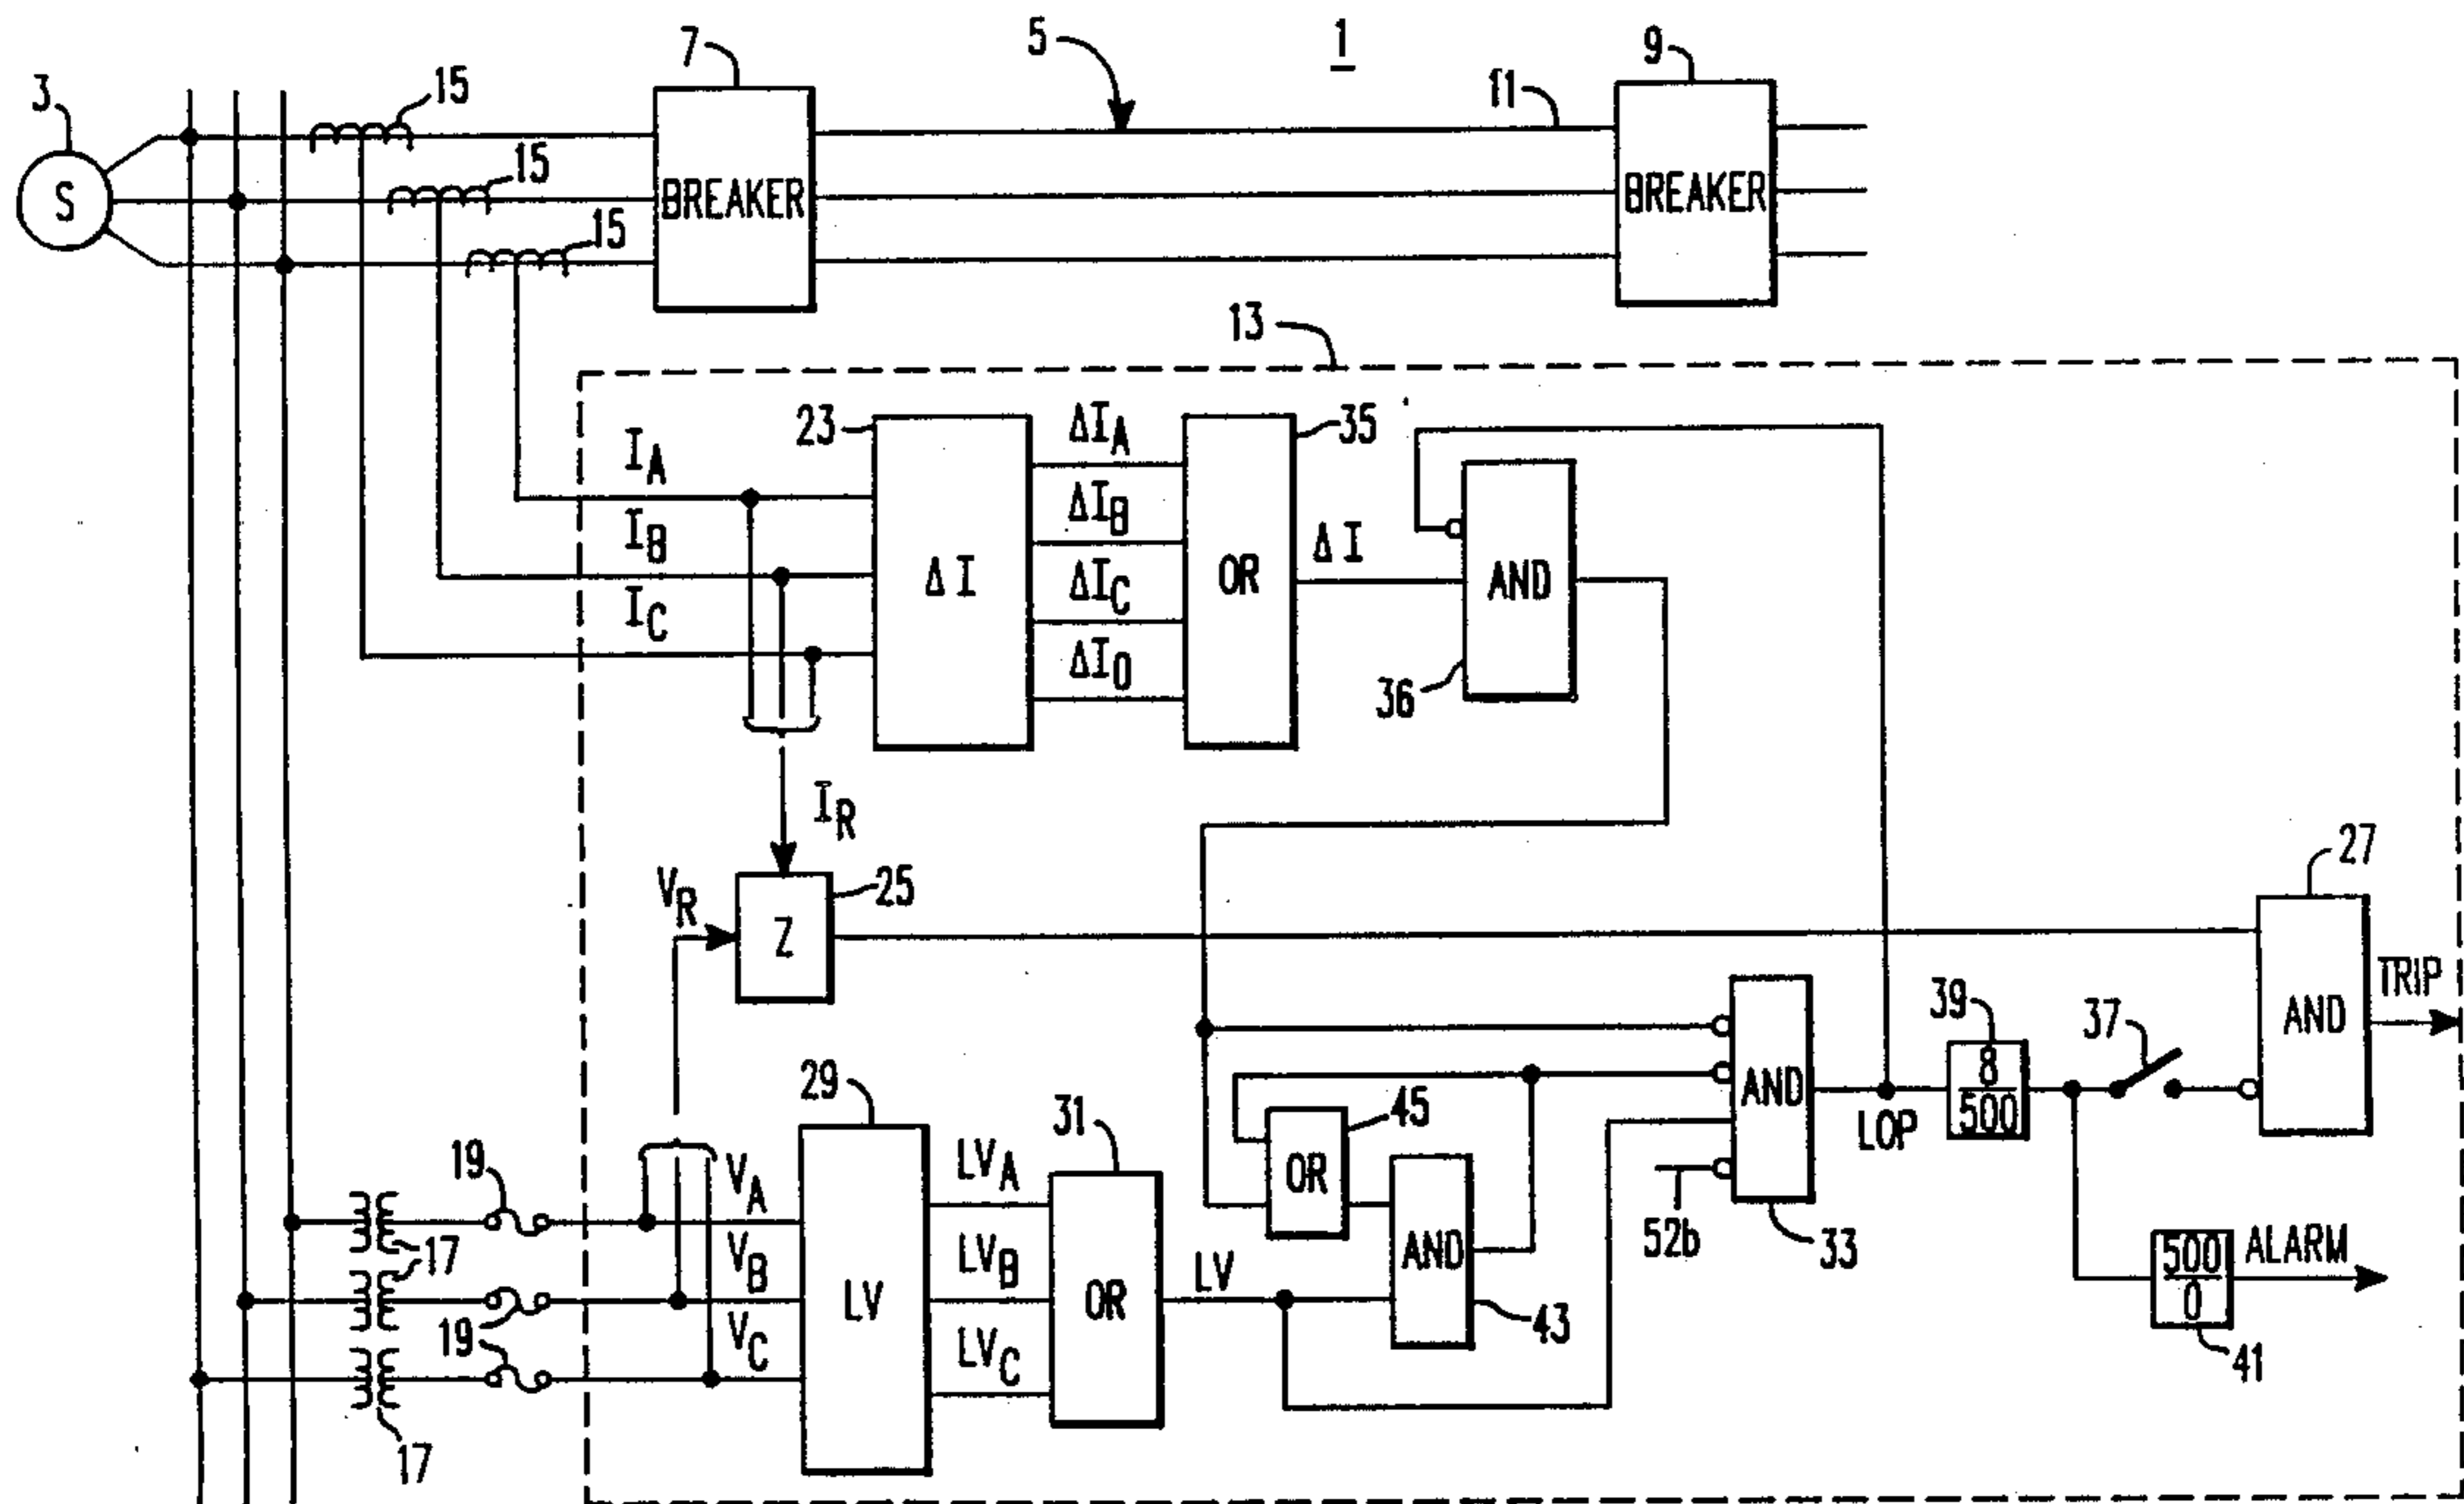 1
3
5
7
9
11
15
15
15
S
BREAKER
BREAKER
13
23
35
I_A
I_B
I_C
ΔI
ΔI_A
ΔI_B
ΔI_C
ΔI_0
OR
ΔI
AND
36
I_R
V_R
Z
25
27
AND
TRIP
29
31
45
OR
AND
43
AND
33
52b
LOP
39
8
500
37
500
0
ALARM
41
19
19
17
17
V_A
V_B
V_C
LV
LV_A
LV_B
LV_C
OR
LV